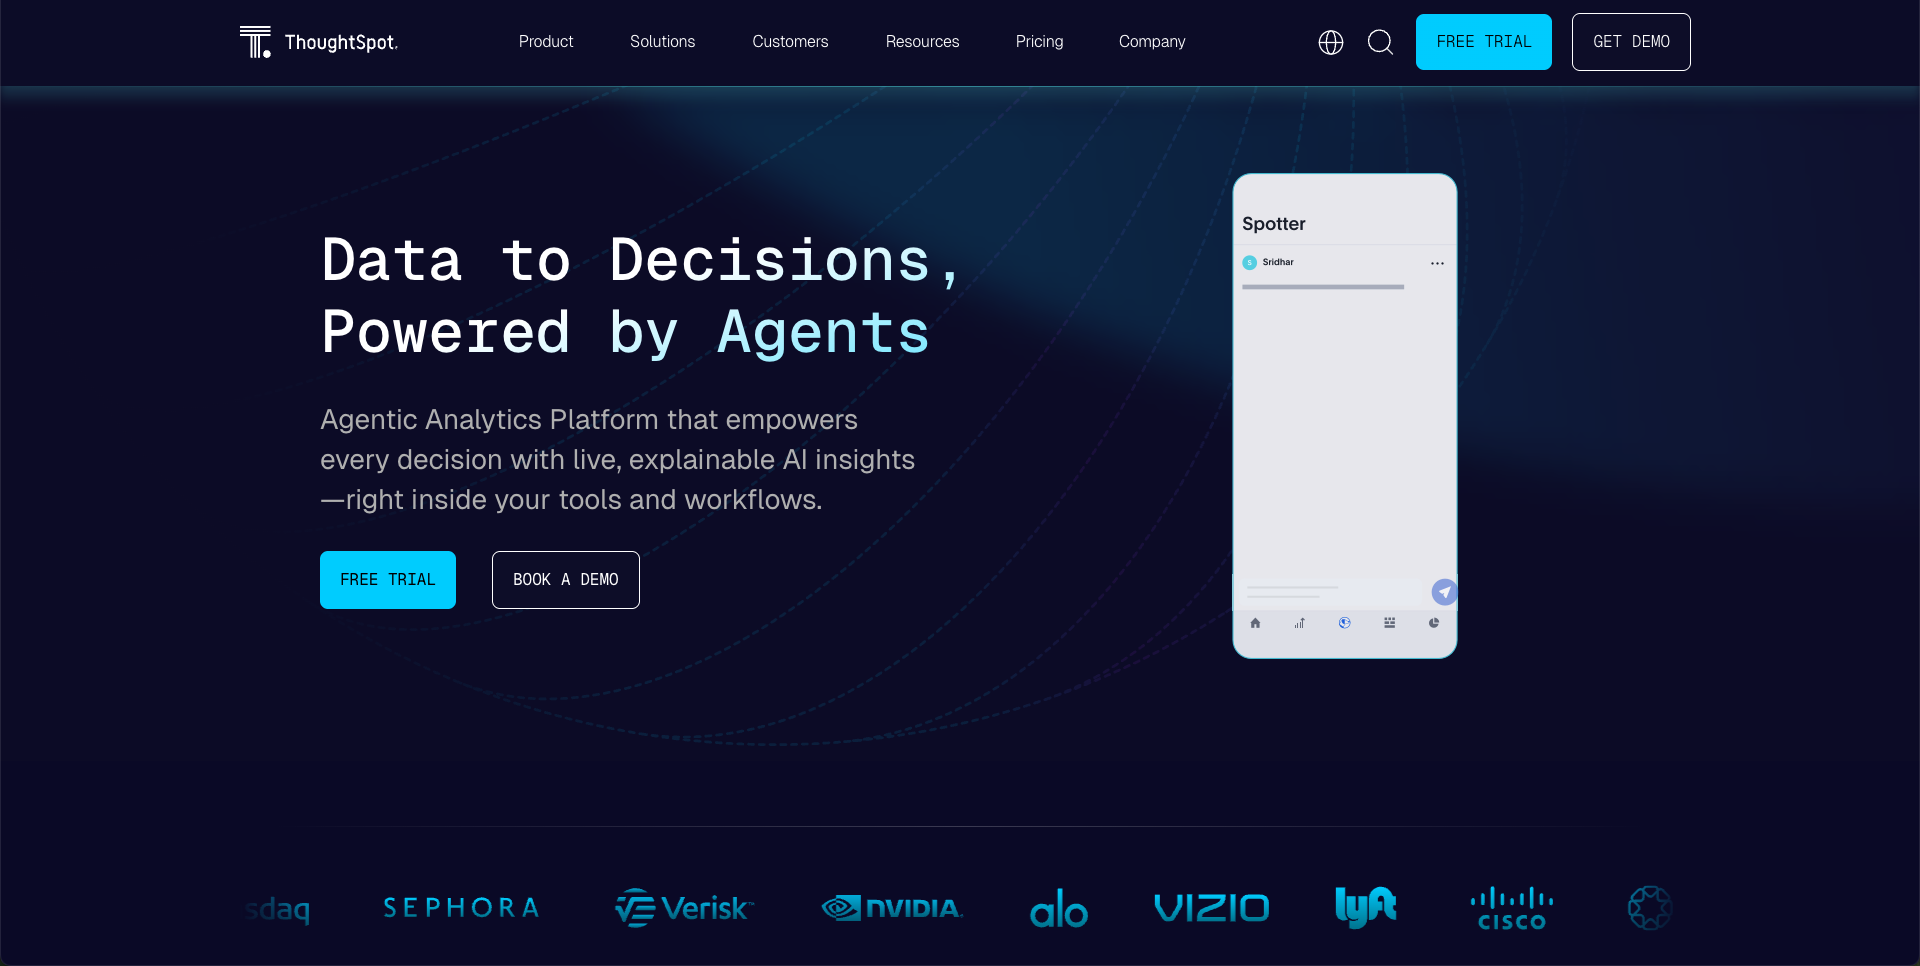 ThoughtSpot.
Product
Solutions
Customers
Resources
Pricing
Company
FREE TRIAL
GET DEMO
Data to Decisions,
Powered by Agents
Agentic Analytics Platform that empowers
every decision with live, explainable AI insights
—right inside your tools and workflows.
FREE TRIAL
BOOK A DEMO
Spotter
S
Sridhar
sdaq
SEPHORA
Verisk™
NVIDIA.
alo
VIZIO
lyft
CISCO